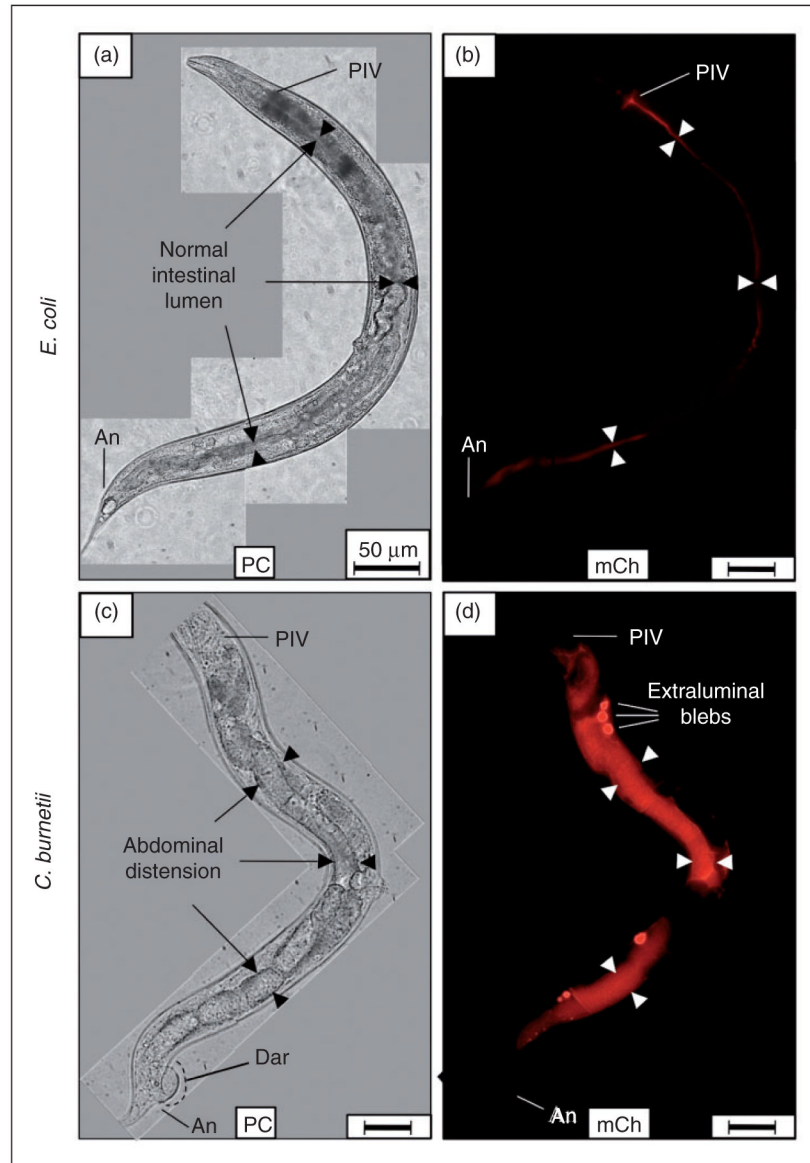 (a)
PIV
Normal
intestinal
lumen
An
PC
50 μm
E. coli
(b)
PIV
An
mCh
(c)
PIV
Abdominal
distension
Dar
An
PC
C. burnetii
(d)
PIV
Extraluminal
blebs
An
mCh